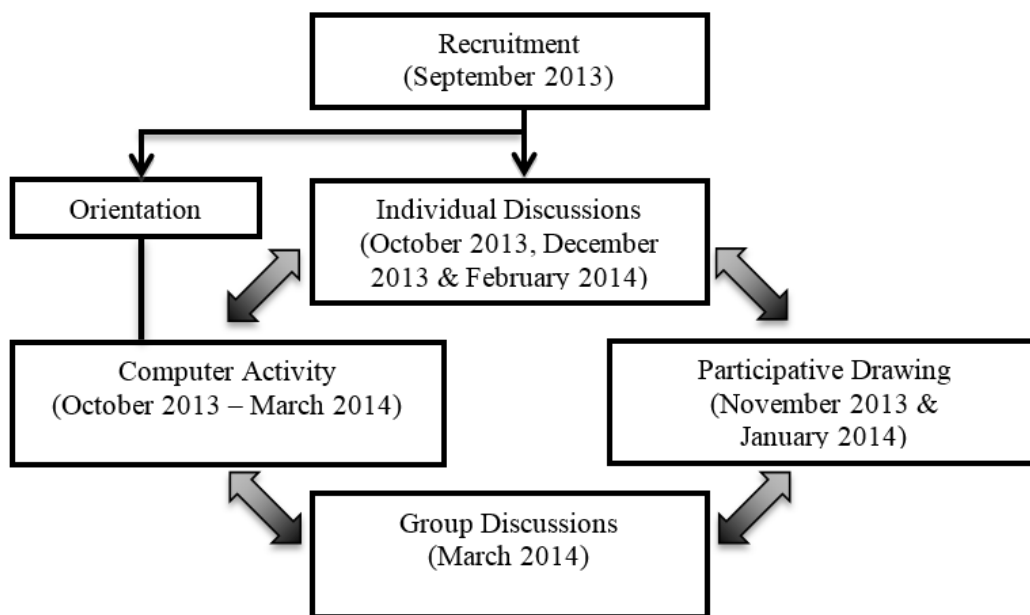 Recruitment
(September 2013)
Orientation
Individual Discussions
(October 2013, December
2013 & February 2014)
Computer Activity
(October 2013 – March 2014)
Participative Drawing
(November 2013 &
January 2014)
Group Discussions
(March 2014)